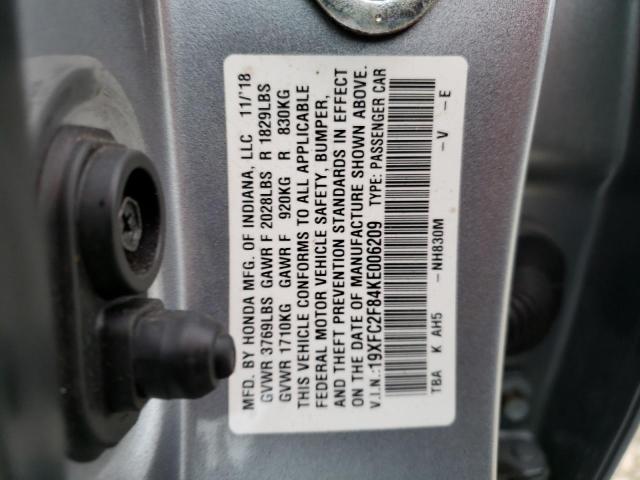 MFD. BY HONDA MFG. OF INDIANA, LLC 11/'18
GVWR 3769LBS GAWR F 2028LBS R 1829LBS
GVWR 1710KG GAWR F 920KG R 830KG
THIS VEHICLE CONFORMS TO ALL APPLICABLE
FEDERAL MOTOR VEHICLE SAFETY, BUMPER,
AND THEFT PREVENTION STANDARDS IN EFFECT
ON THE DATE OF MANUFACTURE SHOWN ABOVE.
V.I.N.:19XFC2F84KE006209 TYPE: PASSENGER CAR
TBA K AH5 -NH830M -V -E